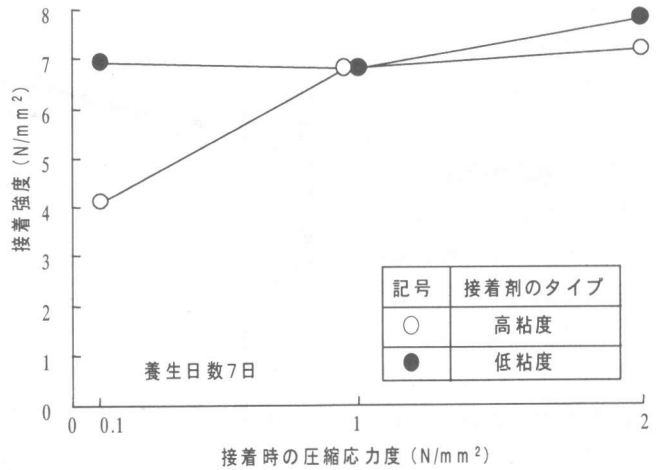 8
7
6
5
4
3
2
1
0
接着強度 (N/mm²)
記号 接着剤のタイプ
○ 高粘度
● 低粘度
養生日数7日
0 0.1 1 2
接着時の圧縮応力度 (N/mm²)